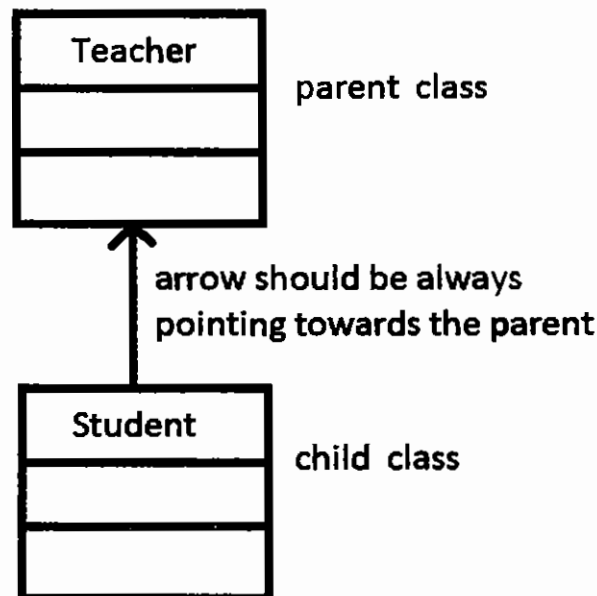 Teacher
parent class
arrow should be always
pointing towards the parent
Student
child class